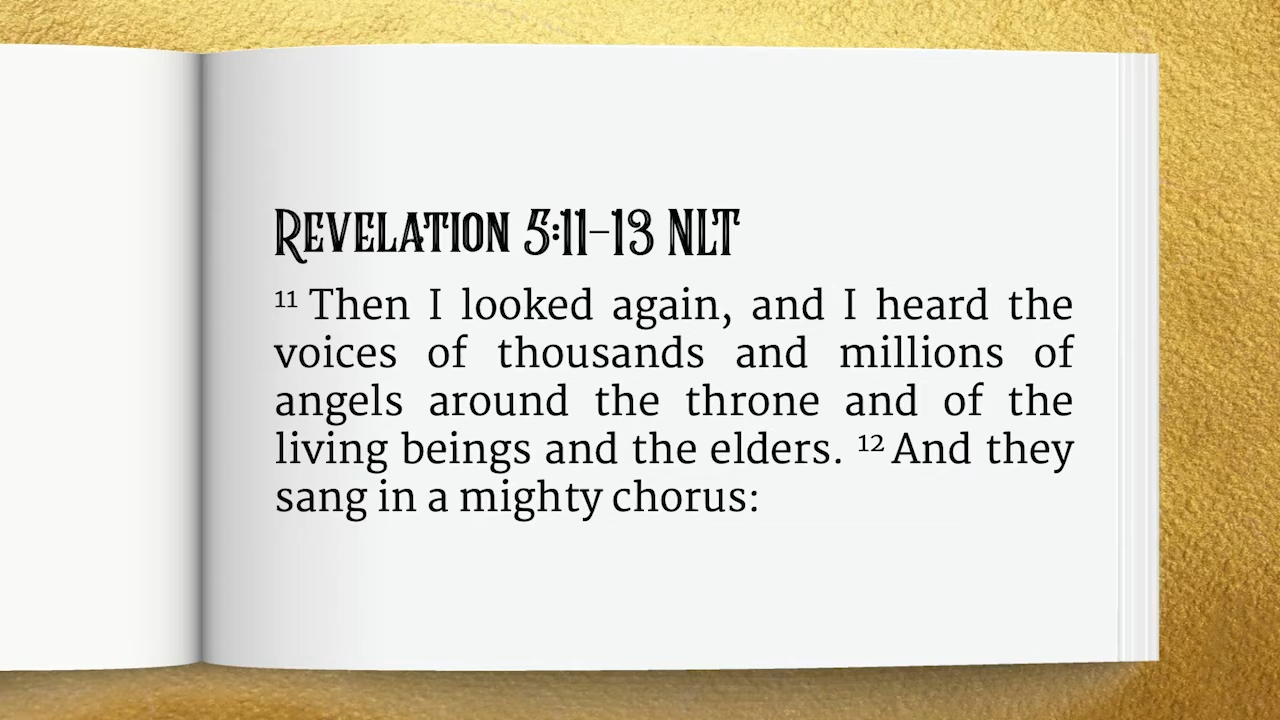 Revelation 5:11–13 NLT
¹¹ Then I looked again, and I heard the
voices of thousands and millions of
angels around the throne and of the
living beings and the elders. ¹² And they
sang in a mighty chorus: